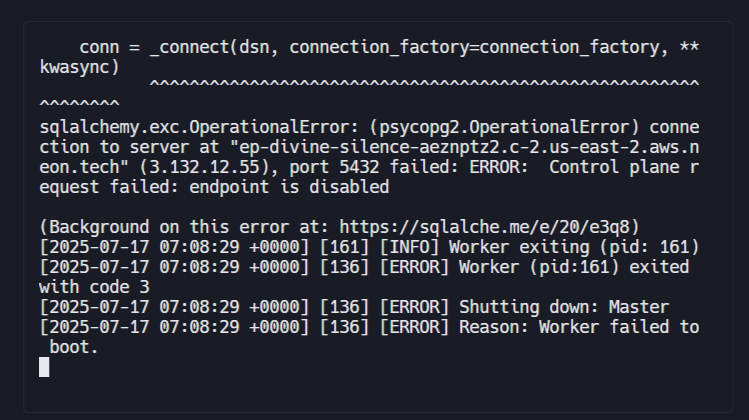 conn = _connect(dsn, connection_factory=connection_factory, **
kwasync)
           ^^^^^^^^^^^^^^^^^^^^^^^^^^^^^^^^^^^^^^^^^^^^^^^^^^^^^^^
^^^^^^^^
sqlalchemy.exc.OperationalError: (psycopg2.OperationalError) conne
ction to server at "ep-divine-silence-aeznptz2.c-2.us-east-2.aws.n
eon.tech" (3.132.12.55), port 5432 failed: ERROR:  Control plane r
equest failed: endpoint is disabled

(Background on this error at: https://sqlalche.me/e/20/e3q8)
[2025-07-17 07:08:29 +0000] [161] [INFO] Worker exiting (pid: 161)
[2025-07-17 07:08:29 +0000] [136] [ERROR] Worker (pid:161) exited
with code 3
[2025-07-17 07:08:29 +0000] [136] [ERROR] Shutting down: Master
[2025-07-17 07:08:29 +0000] [136] [ERROR] Reason: Worker failed to
 boot.